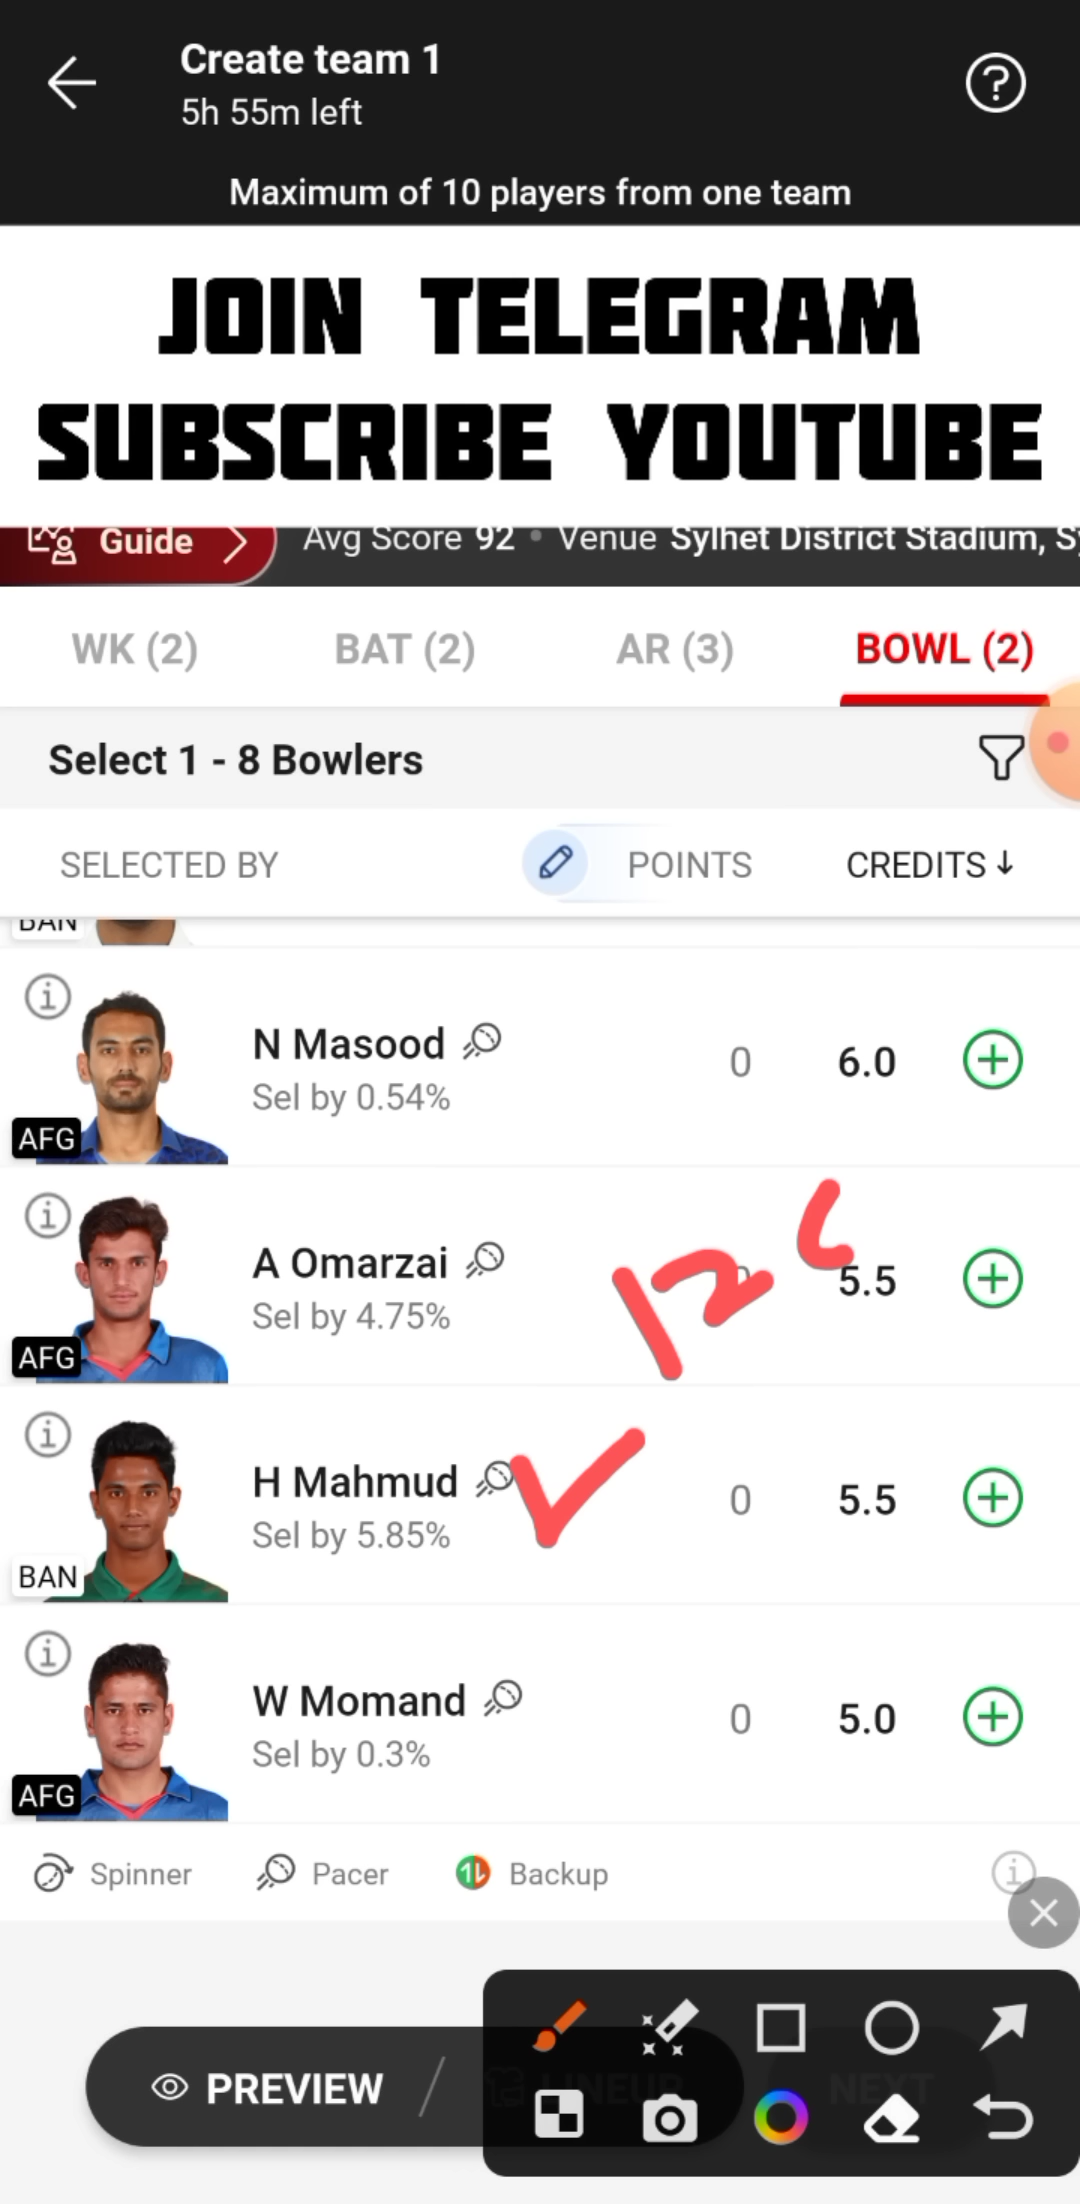 Create team 1
5h 55m left
Maximum of 10 players from one team
JOIN TELEGRAM
SUBSCRIBE YOUTUBE
Guide Avg Score 92 • Venue Sylhet District Stadium,
WK (2) BAT (2) AR (3) BOWL (2)
Select 1 - 8 Bowlers
SELECTED BY POINTS CREDITS ↓
BAN
N Masood 0 6.0
Sel by 0.54%
AFG
12
A Omarzai 5.5
Sel by 4.75%
AFG
H Mahmud 0 5.5
Sel by 5.85%
BAN
W Momand 0 5.0
Sel by 0.3%
AFG
Spinner Pacer Backup
PREVIEW / LINEUP NEXT